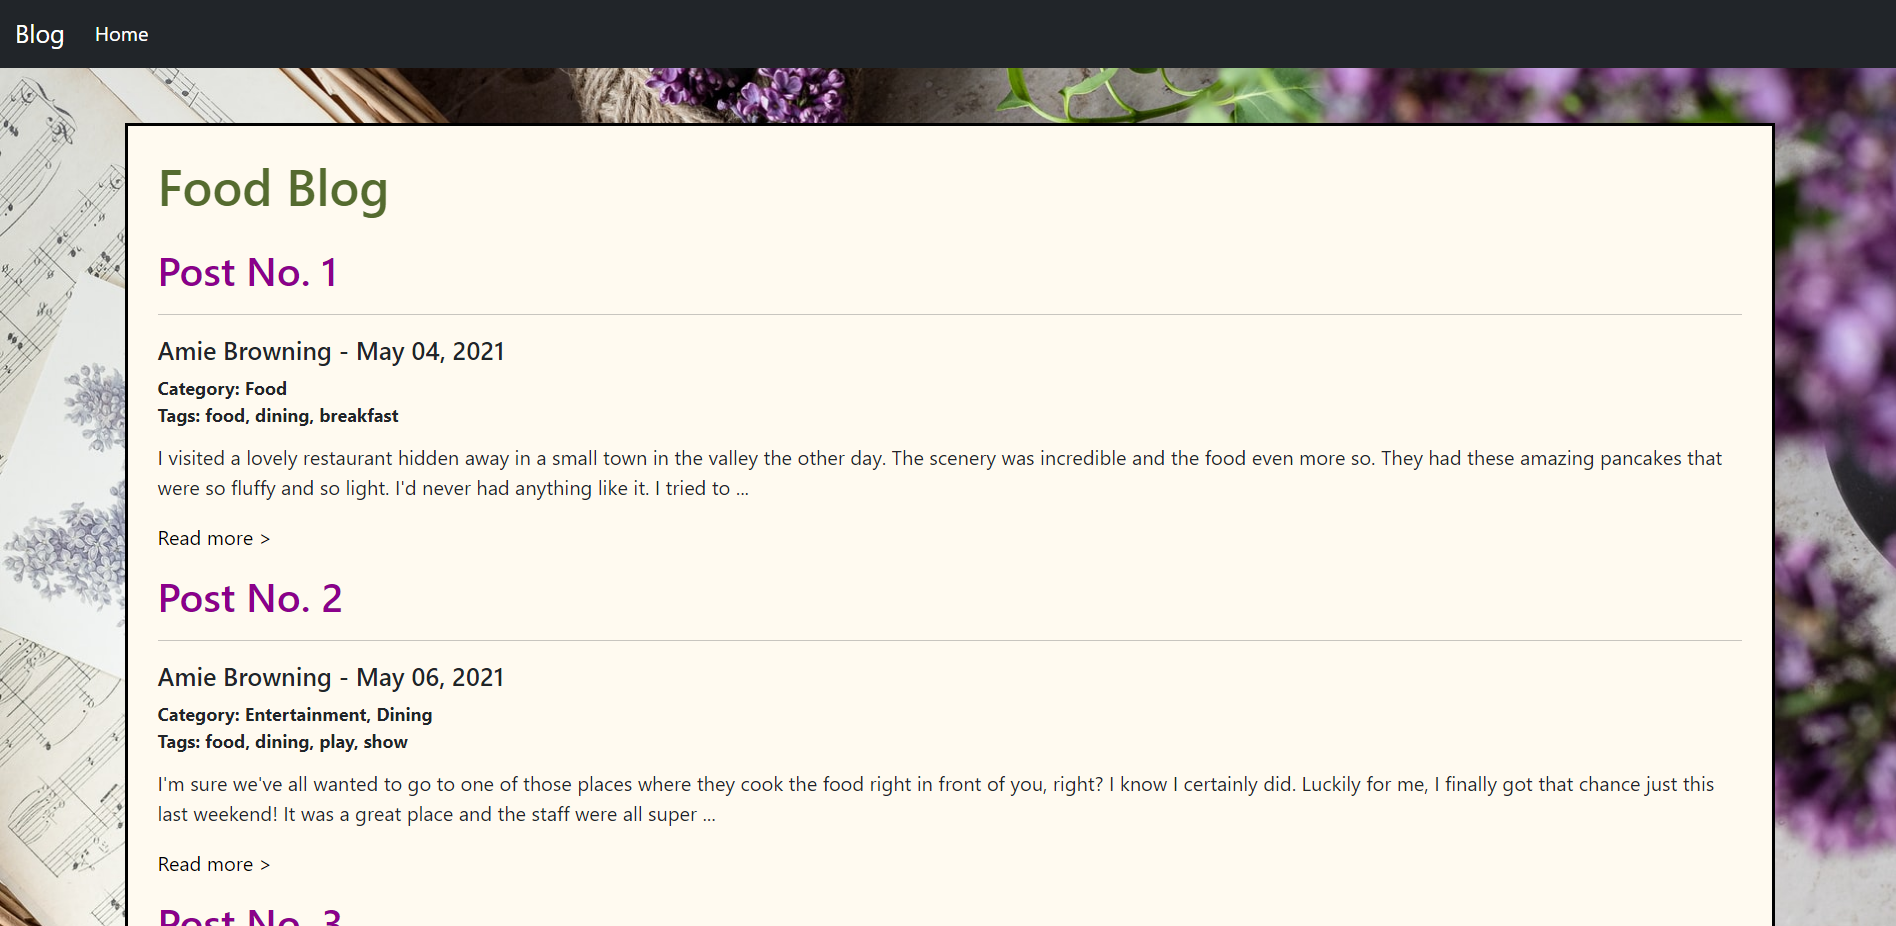 Blog Home
Food Blog
Post No. 1
Amie Browning - May 04, 2021
Category: Food
Tags: food, dining, breakfast
I visited a lovely restaurant hidden away in a small town in the valley the other day. The scenery was incredible and the food even more so. They had these amazing pancakes that
were so fluffy and so light. I'd never had anything like it. I tried to ...
Read more >
Post No. 2
Amie Browning - May 06, 2021
Category: Entertainment, Dining
Tags: food, dining, play, show
I'm sure we've all wanted to go to one of those places where they cook the food right in front of you, right? I know I certainly did. Luckily for me, I finally got that chance just this
last weekend! It was a great place and the staff were all super ...
Read more >
Post No. 3